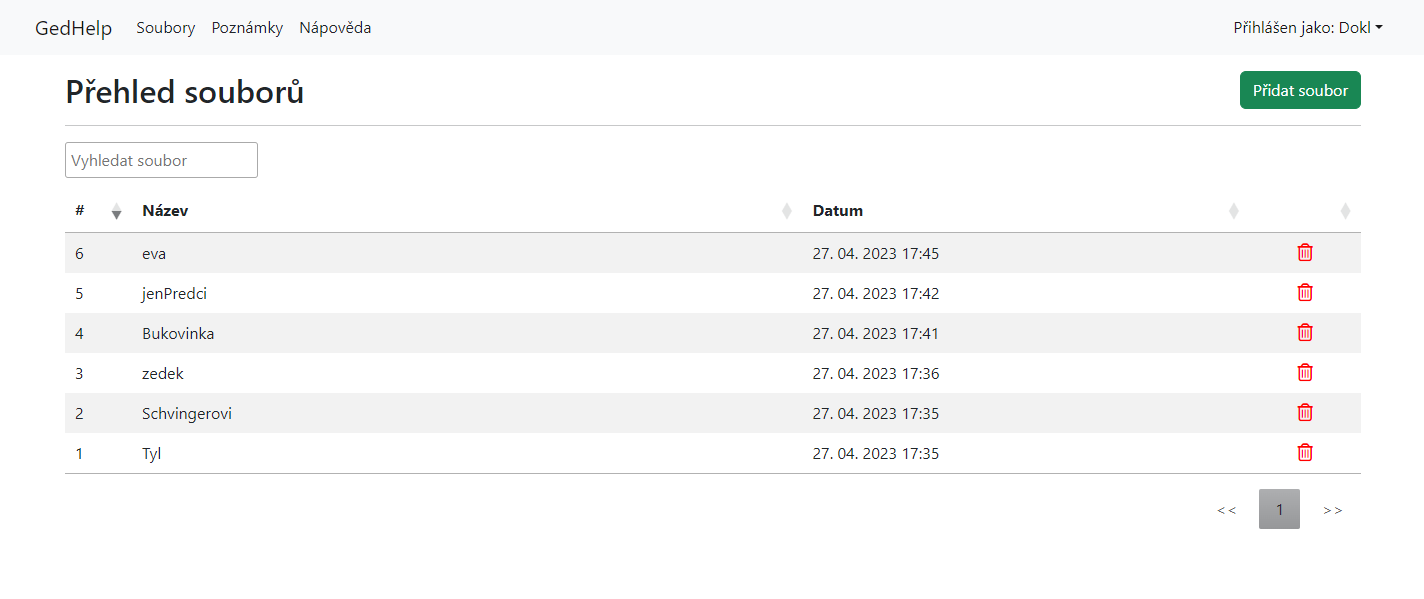 GedHelp Soubory Poznámky Nápověda Přihlášen jako: Dokl
Přehled souborů Přidat soubor
Vyhledat soubor
# Název Datum
6 eva 27. 04. 2023 17:45
5 jenPredci 27. 04. 2023 17:42
4 Bukovinka 27. 04. 2023 17:41
3 zedek 27. 04. 2023 17:36
2 Schvingerovi 27. 04. 2023 17:35
1 Tyl 27. 04. 2023 17:35
<< 1 >>